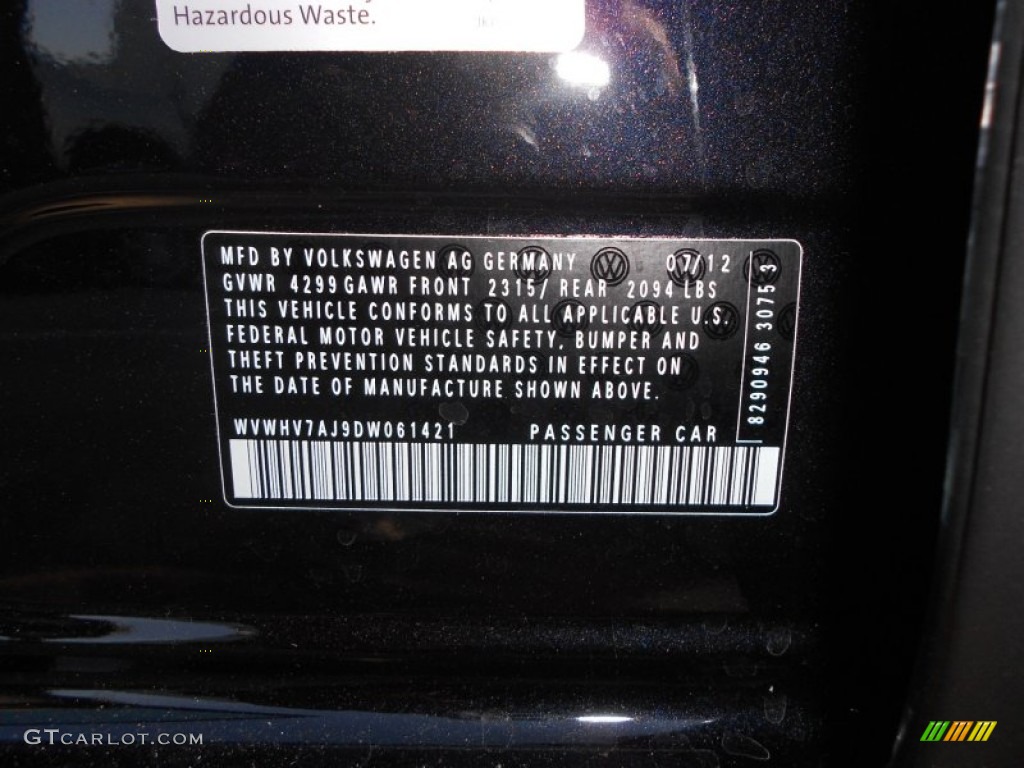 Hazardous Waste.
MFD BY VOLKSWAGEN AG GERMANY 07/12
GVWR 4299 GAWR FRONT 2315/ REAR 2094 LBS
THIS VEHICLE CONFORMS TO ALL APPLICABLE U.S.
FEDERAL MOTOR VEHICLE SAFETY, BUMPER AND
THEFT PREVENTION STANDARDS IN EFFECT ON
THE DATE OF MANUFACTURE SHOWN ABOVE.
WVWHV7AJ9DW061421 PASSENGER CAR
8290946 30753
GTCARLOT.COM